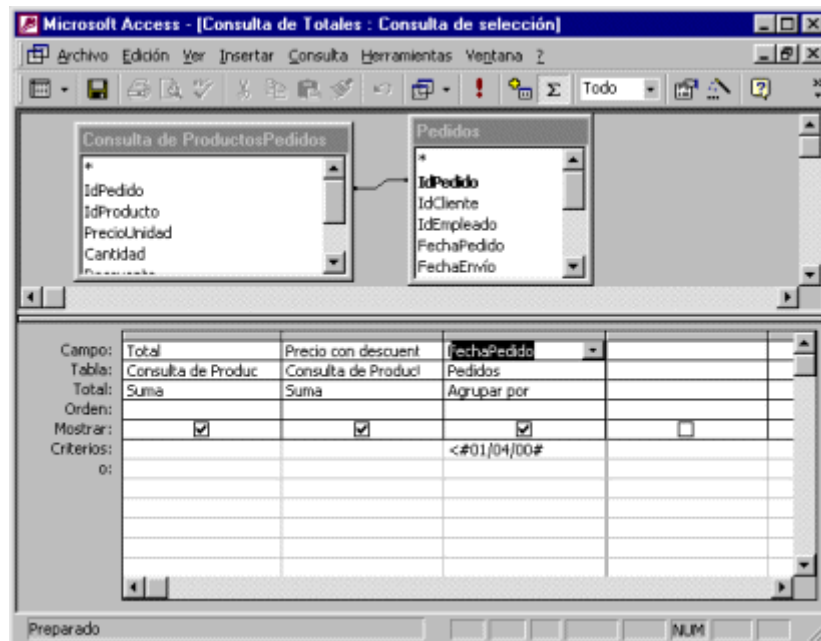 Microsoft Access - [Consulta de Totales : Consulta de selección]
Archivo Edición Ver Insertar Consulta Herramientas Ventana ?
Σ Todo
Consulta de ProductosPedidos
*
IdPedido
IdProducto
PrecioUnidad
Cantidad
Pedidos
*
IdPedido
IdCliente
IdEmpleado
FechaPedido
FechaEnvío
Campo: Total Precio con descuent FechaPedido
Tabla: Consulta de Produc Consulta de Product Pedidos
Total: Suma Suma Agrupar por
Orden:
Mostrar:
Criterios: <#01/04/00#
o:
Preparado NUM